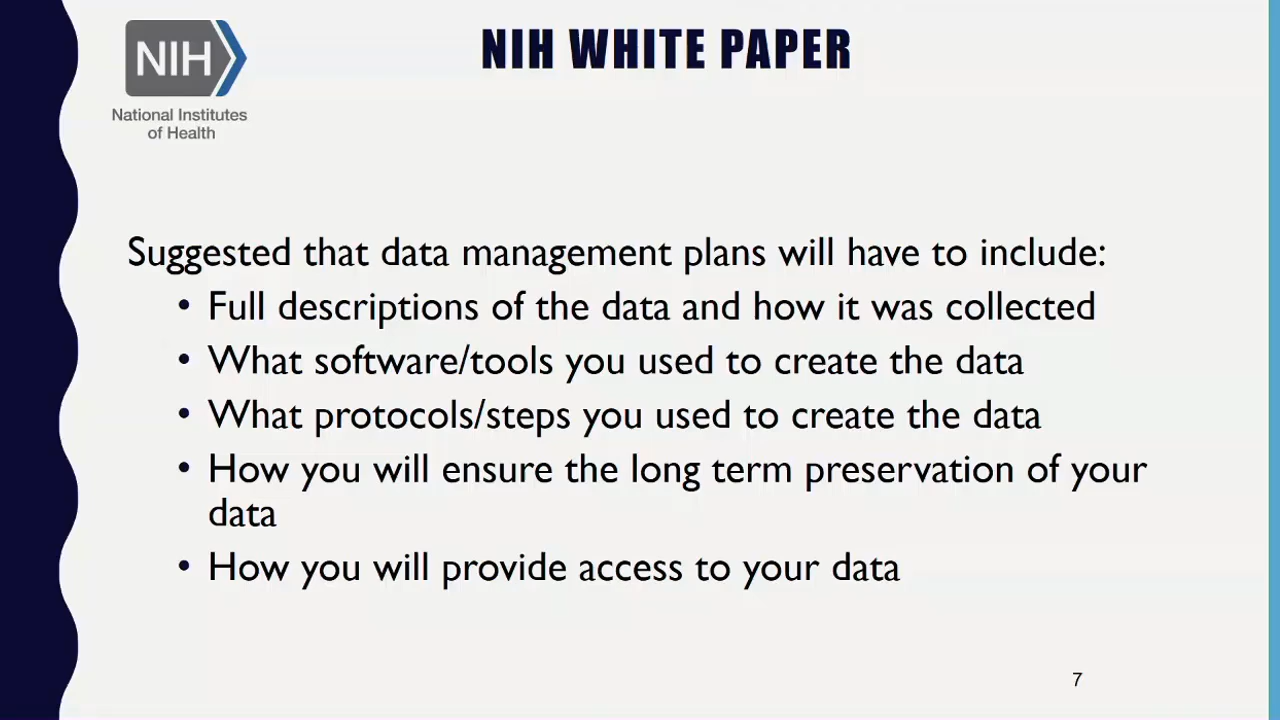 NIH WHITE PAPER
NIH
National Institutes
of Health
Suggested that data management plans will have to include:
• Full descriptions of the data and how it was collected
• What software/tools you used to create the data
• What protocols/steps you used to create the data
• How you will ensure the long term preservation of your
data
• How you will provide access to your data
7